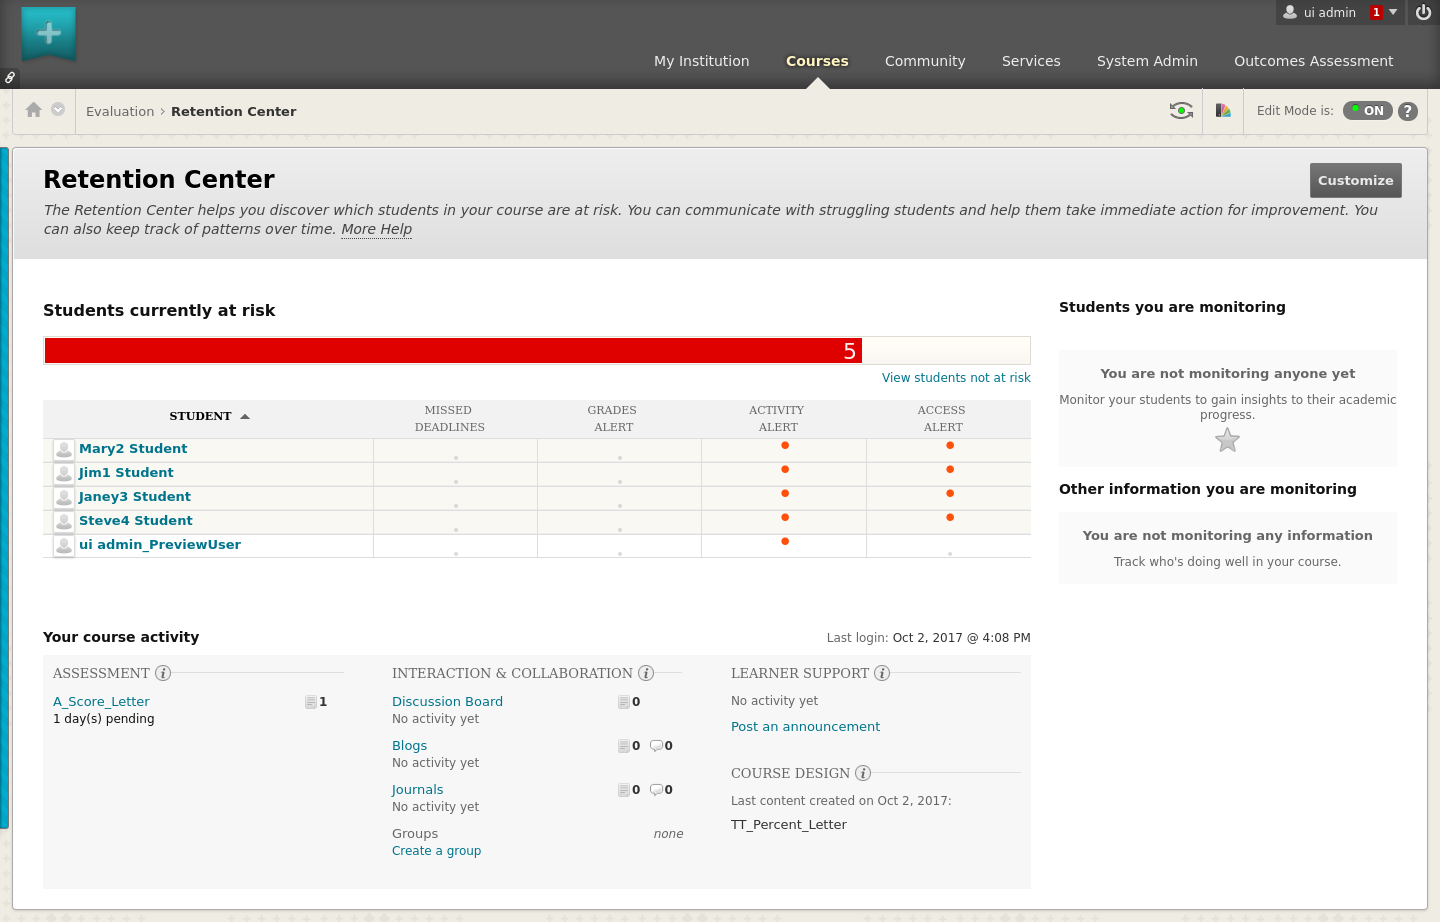 ui admin 1
My Institution Courses Community Services System Admin Outcomes Assessment
Evaluation › Retention Center
Edit Mode is: ON ?
Retention Center
Customize
The Retention Center helps you discover which students in your course are at risk. You can communicate with struggling students and help them take immediate action for improvement. You
can also keep track of patterns over time. More Help
Students currently at risk
5
View students not at risk
STUDENT MISSED DEADLINES GRADES ALERT ACTIVITY ALERT ACCESS ALERT
Mary2 Student
Jim1 Student
Janey3 Student
Steve4 Student
ui admin_PreviewUser
Students you are monitoring
You are not monitoring anyone yet
Monitor your students to gain insights to their academic
progress.
Other information you are monitoring
You are not monitoring any information
Track who's doing well in your course.
Your course activity
Last login: Oct 2, 2017 @ 4:08 PM
ASSESSMENT i
A_Score_Letter 1
1 day(s) pending
INTERACTION & COLLABORATION i
Discussion Board 0
No activity yet
Blogs 0 0
No activity yet
Journals 0 0
No activity yet
Groups none
Create a group
LEARNER SUPPORT i
No activity yet
Post an announcement
COURSE DESIGN i
Last content created on Oct 2, 2017:
TT_Percent_Letter